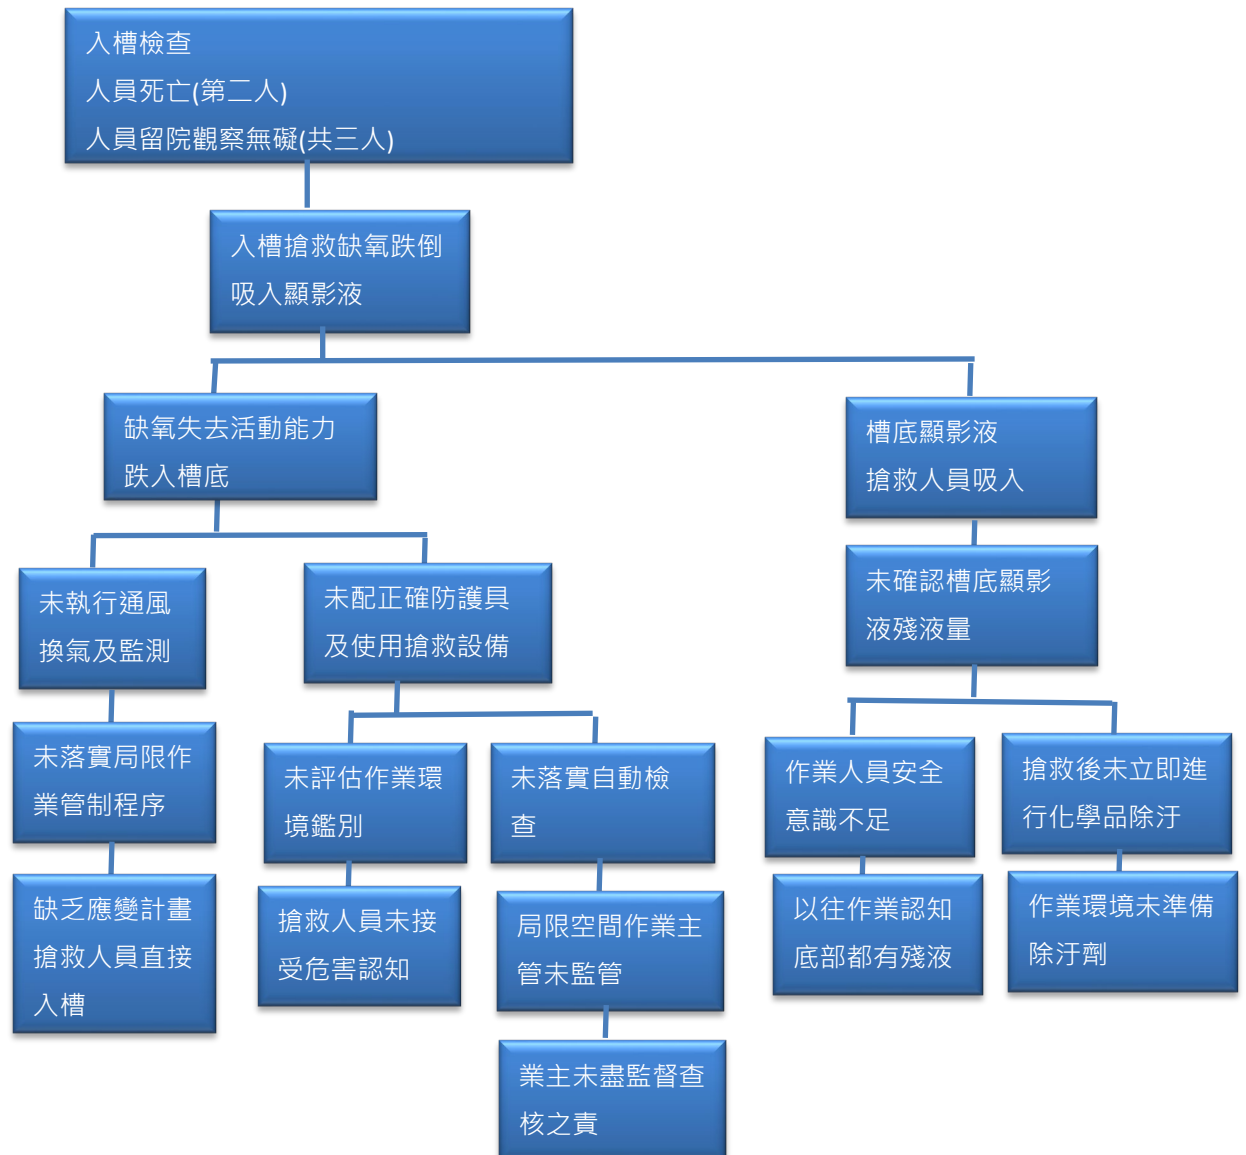 入槽檢查
人員死亡(第二人)
人員留院觀察無礙(共三人)
入槽搶救缺氧跌倒
吸入顯影液
缺氧失去活動能力
跌入槽底
槽底顯影液
搶救人員吸入
未執行通風
換氣及監測
未配正確防護具
及使用搶救設備
未確認槽底顯影
液殘液量
未落實局限作
業管制程序
未評估作業環
境鑑別
未落實自動檢
查
作業人員安全
意識不足
搶救後未立即進
行化學品除汙
缺乏應變計畫
搶救人員直接
入槽
搶救人員未接
受危害認知
局限空間作業主
管未監管
以往作業認知
底部都有殘液
作業環境未準備
除汙劑
業主未盡監督查
核之責